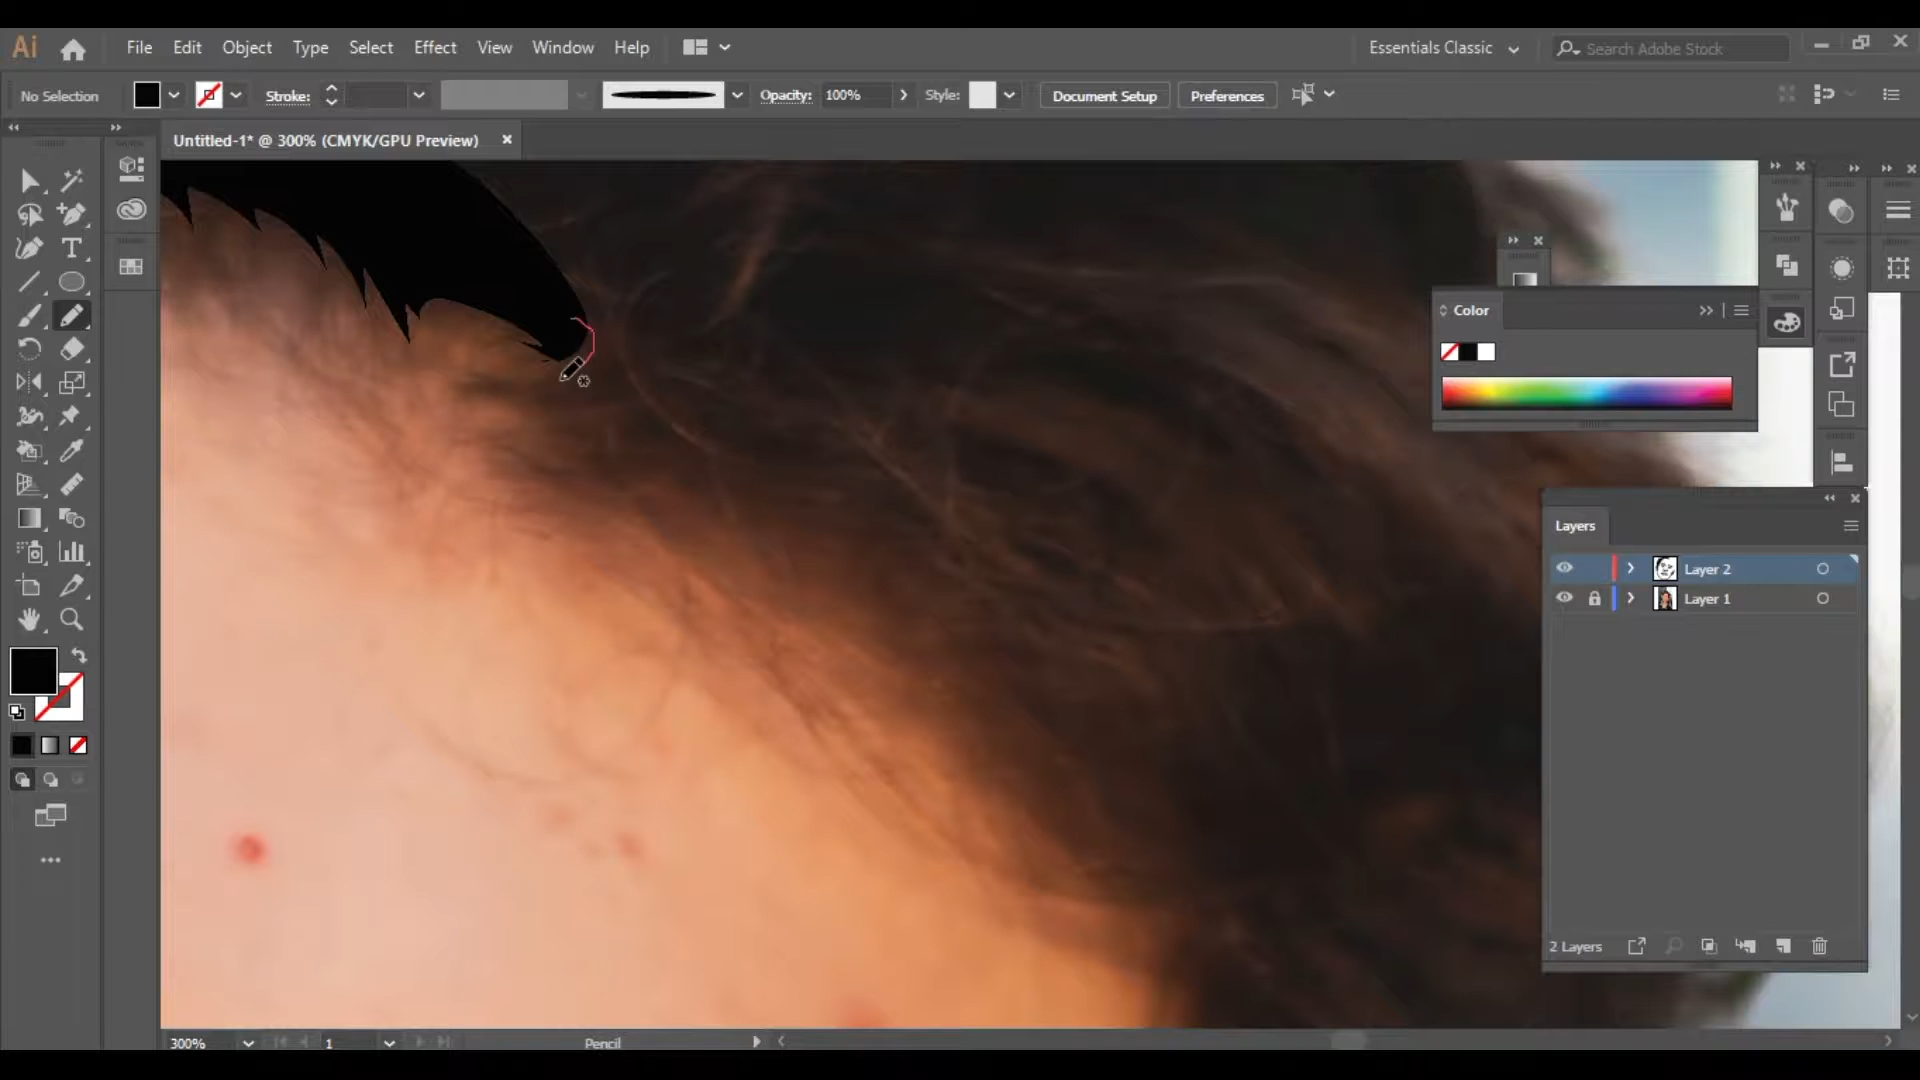 Ai File Edit Object Type Select Effect View Window Help Essentials Classic Search Adobe Stock
No Selection Stroke: Opacity: 100% Style: Document Setup Preferences
Untitled-1* @ 300% (CMYK/GPU Preview)
Color
Layers
Layer 2
Layer 1
2 Layers
300% 1 Pencil